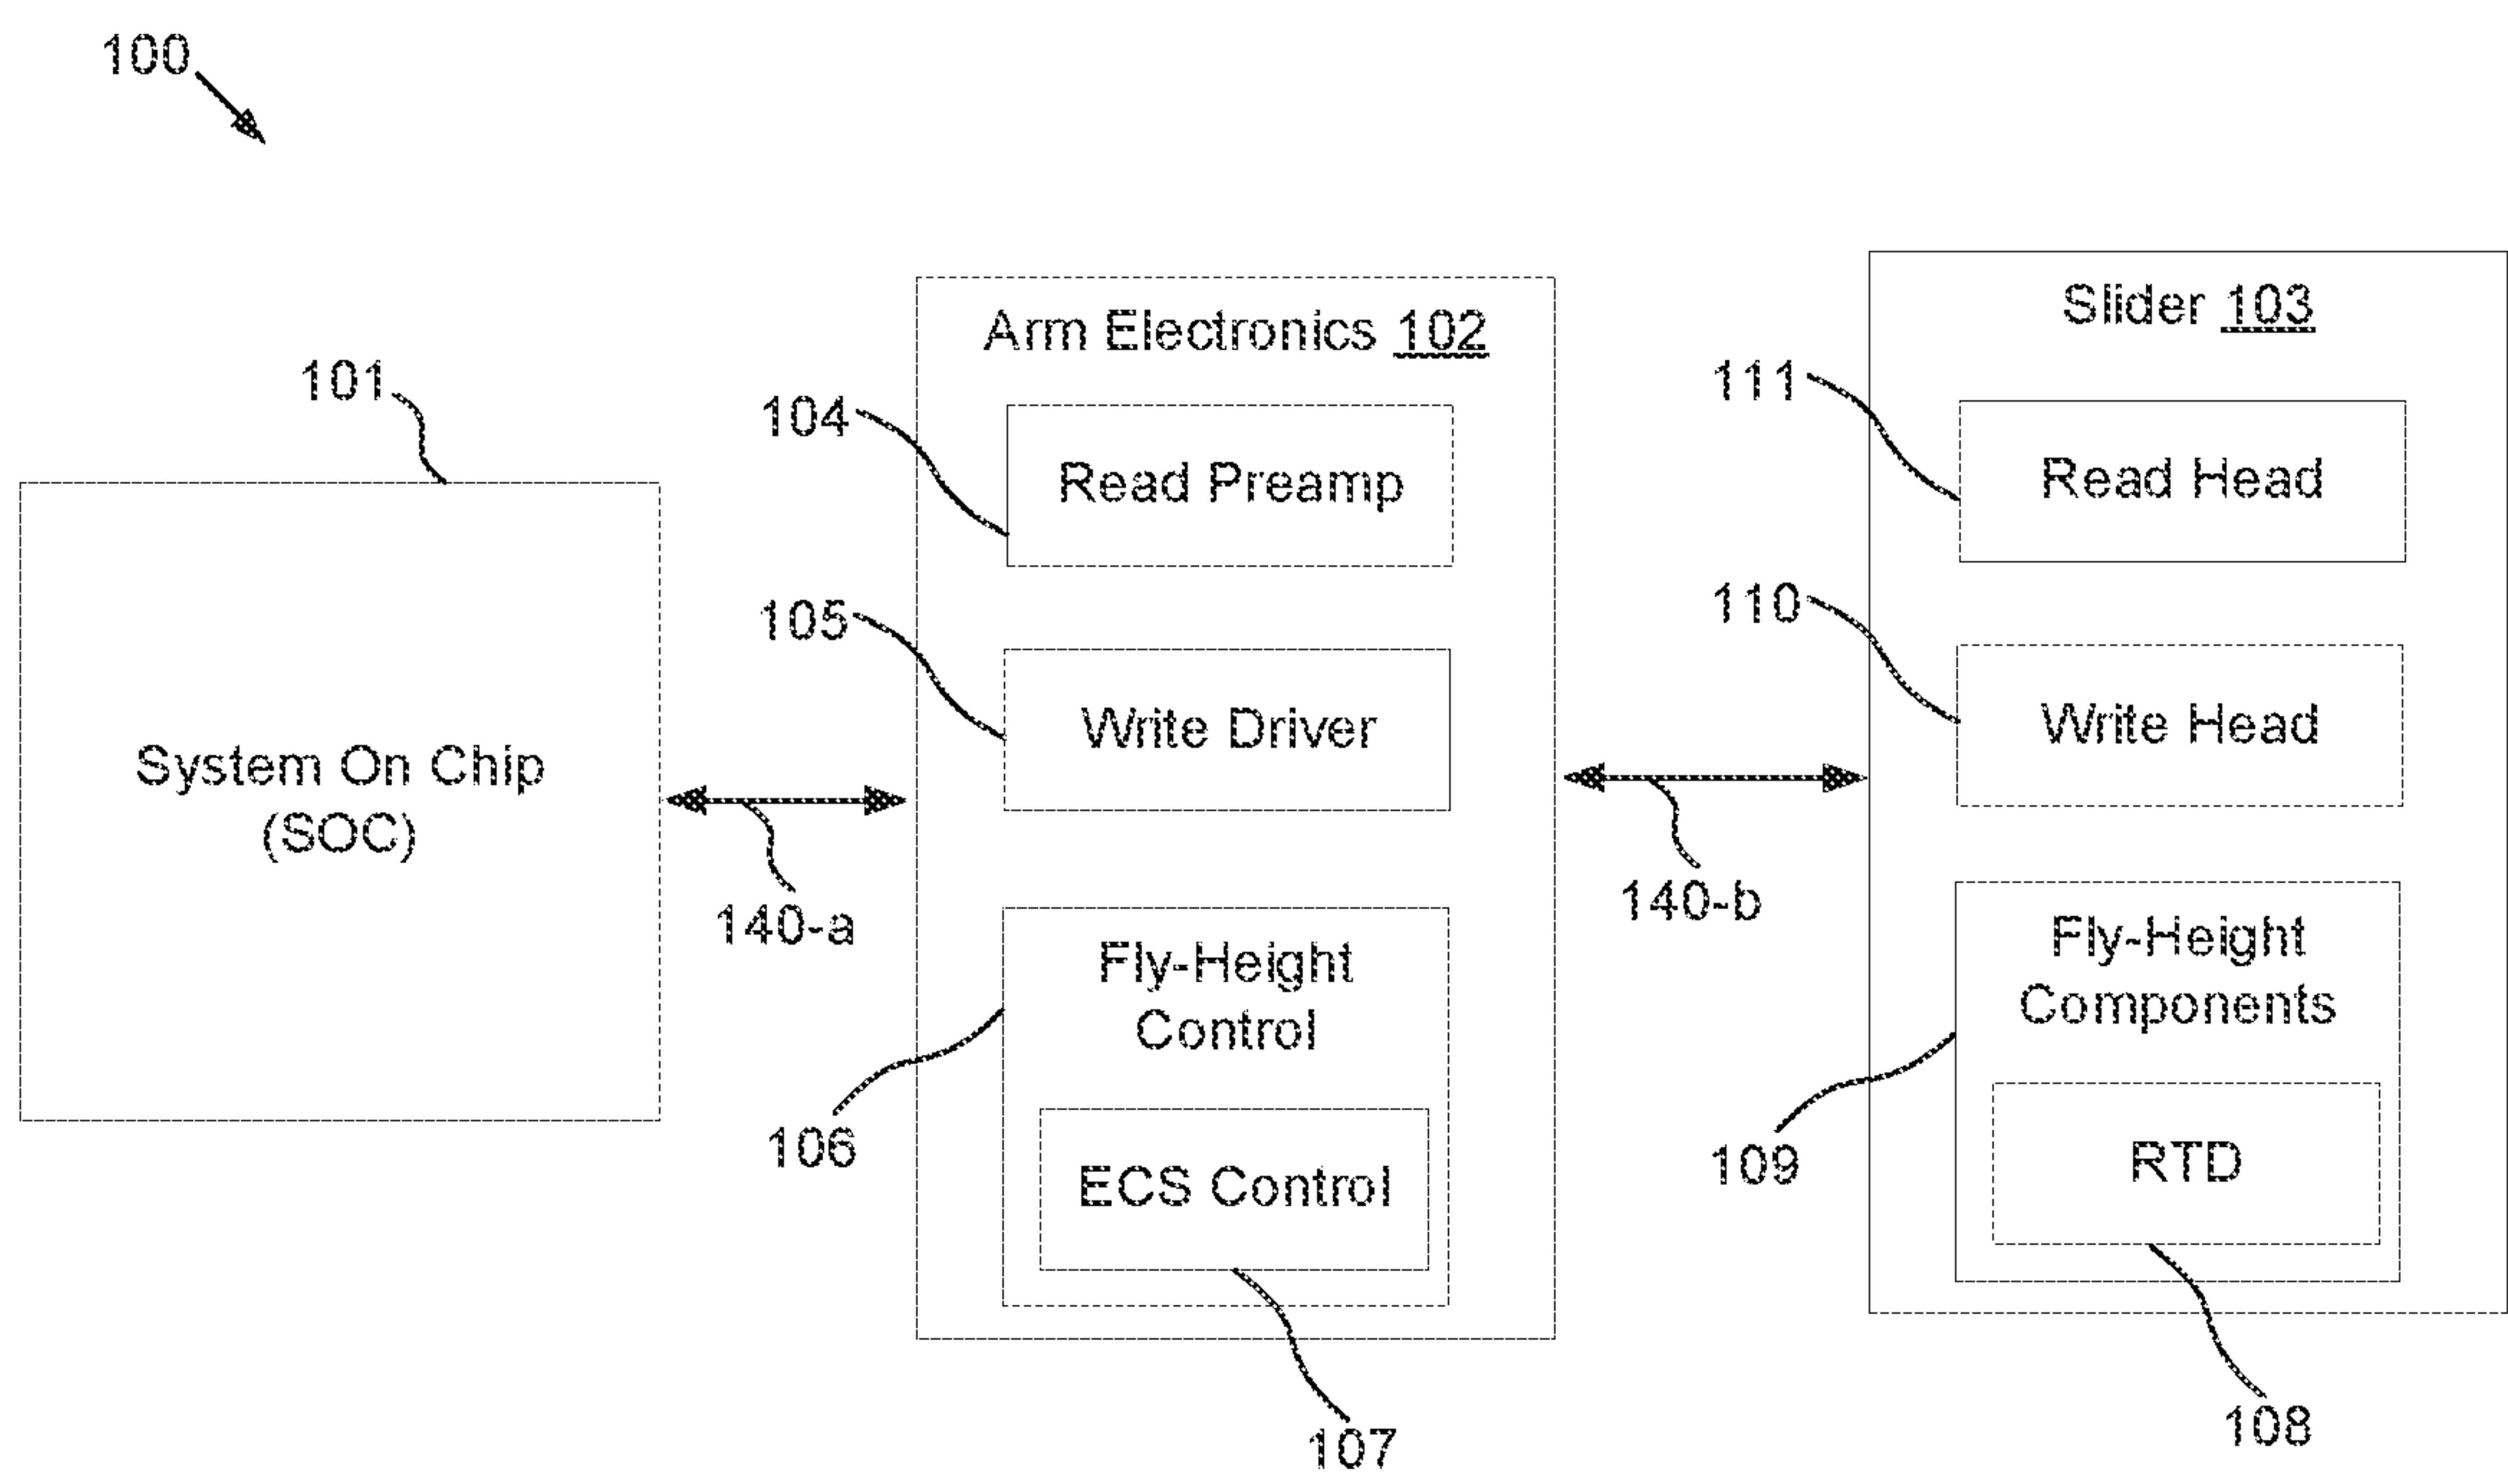 100
101
System On Chip
(SOC)
140-a
Arm Electronics 102
104
Read Preamp
105
Write Driver
106
Fly-Height
Control
ECS Control
107
140-b
Slider 103
111
Read Head
110
Write Head
109
Fly-Height
Components
RTD
108